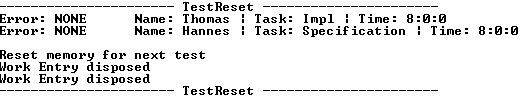 ---------------------- TestReset ----------------------
Error: NONE      Name: Thomas ¦ Task: Impl ¦ Time: 8:0:0
Error: NONE      Name: Hannes ¦ Task: Specification ¦ Time: 8:0:0
Reset memory for next test
Work Entry disposed
Work Entry disposed
---------------------- TestReset ----------------------